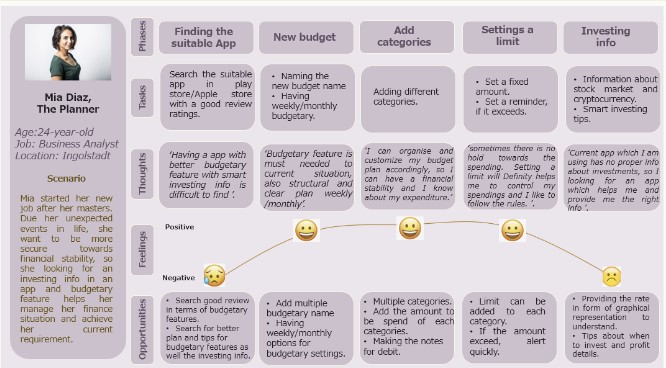 Mia Diaz,
The Planner
Age:24-year-old
Job: Business Analyst
Location: Ingolstadt
Scenario
Mia started her new
job after her masters.
Due her unexpected
events in life, she
want to be more
secure towards
financial stability, so
she looking for an
investing info in an
app and budgetary
feature helps her
manage her finance
situation and achieve
her current
requirement.
Phases
Finding the
suitable App
New budget
Add
categories
Settings a
limit
Investing
info
Tasks
Search the suitable
app in play
store/Apple store
with a good review
ratings.
• Naming the
new budget name
• Having
weekly/monthly
budgetary.
Adding different
categories.
• Set a fixed
amount.
• Set a reminder,
if it exceeds.
• Information about
stock market and
cryptocurrency.
• Smart investing
tips.
Thoughts
'Having a app with
better budgetary
feature with smart
investing info is
difficult to find '.
'Budgetary feature is
must needed to
current situation,
also structural and
clear plan weekly
/monthly'.
'I can organise and
customize my budget
plan accordingly, so I
can have a financial
stability and I know
about my expenditure.'
'sometimes there is no
hold towards the
spending. Setting a
limit will Definity helps
me to control my
spendings and I like to
follow the rules. '.
'Current app which I am
using has no proper info
about investments, so I
looking for an app
which helps me and
provide me the right
info '.
Feelings
Positive
Negative
Opportunities
• Search good review
in terms of budgetary
features.
• Search for better
plan and tips for
budgetary features as
well the investing info.
• Add multiple
budgetary name
• Having
weekly/monthly
options for
budgetary settings.
• Multiple categories.
• Add the amount to
be spend of each
categories.
• Making the notes
for debit.
• Limit can be
added to each
category.
• If the amount
exceed, alert
quickly.
• Providing the rate
in form of graphical
representation to
understand.
• Tips about when
to invest and profit
details.